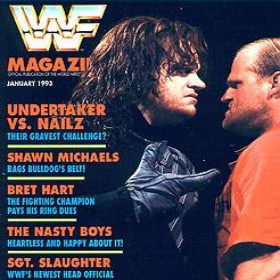 WWF
MAGAZI
OFFICIAL PUBLICATION OF THE WORLD WREST
JANUARY 1993
UNDERTAKER
VS. NAILZ
THEIR GRAVEST CHALLENGE?
SHAWN MICHAELS
BAGS BULLDOG'S BELT!
BRET HART
THE FIGHTING CHAMPION
PAYS HIS RING DUES
THE NASTY BOYS
HEARTLESS AND HAPPY ABOUT IT!
SGT. SLAUGHTER
WWF'S NEWEST HEAD OFFICIAL